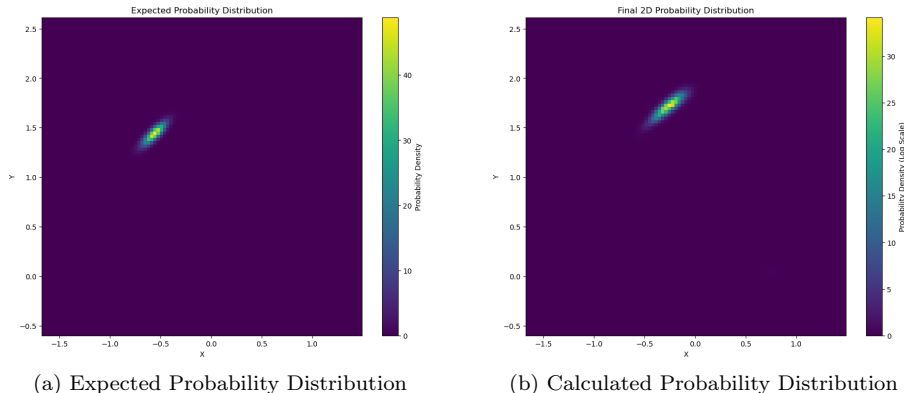 Expected Probability Distribution
2.5
2.0
1.5
1.0
0.5
0.0
−0.5
Y
−1.5 −1.0 −0.5 0.0 0.5 1.0
X
40
30
20
10
0
Probability Density
(a) Expected Probability Distribution
Final 2D Probability Distribution
2.5
2.0
1.5
1.0
0.5
0.0
−0.5
Y
−1.5 −1.0 −0.5 0.0 0.5 1.0
X
30
25
20
15
10
5
0
Probability Density (Log Scale)
(b) Calculated Probability Distribution